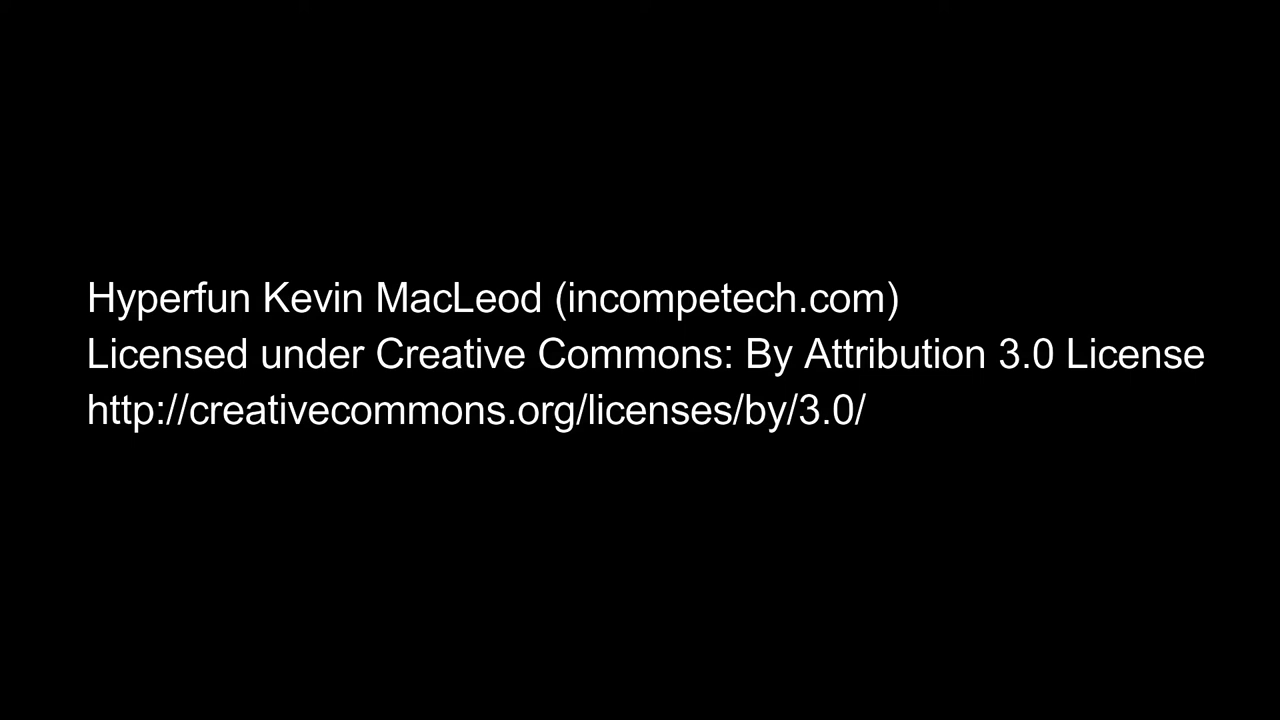 Hyperfun Kevin MacLeod (incompetech.com)
Licensed under Creative Commons: By Attribution 3.0 License
http://creativecommons.org/licenses/by/3.0/